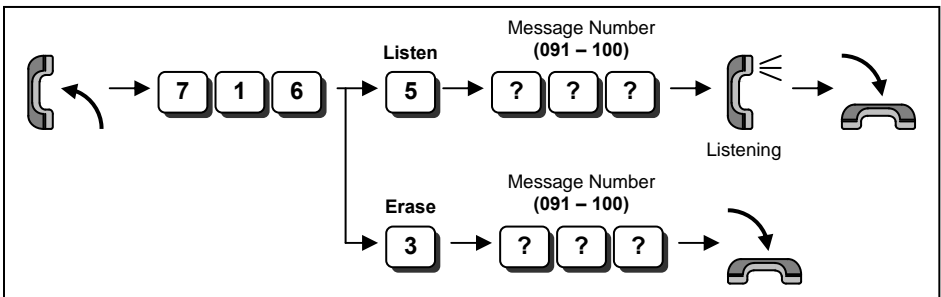 Message Number
(091 – 100)
Listen
7 1 6 5 ? ? ?
Listening
Message Number
(091 – 100)
Erase
3 ? ? ?